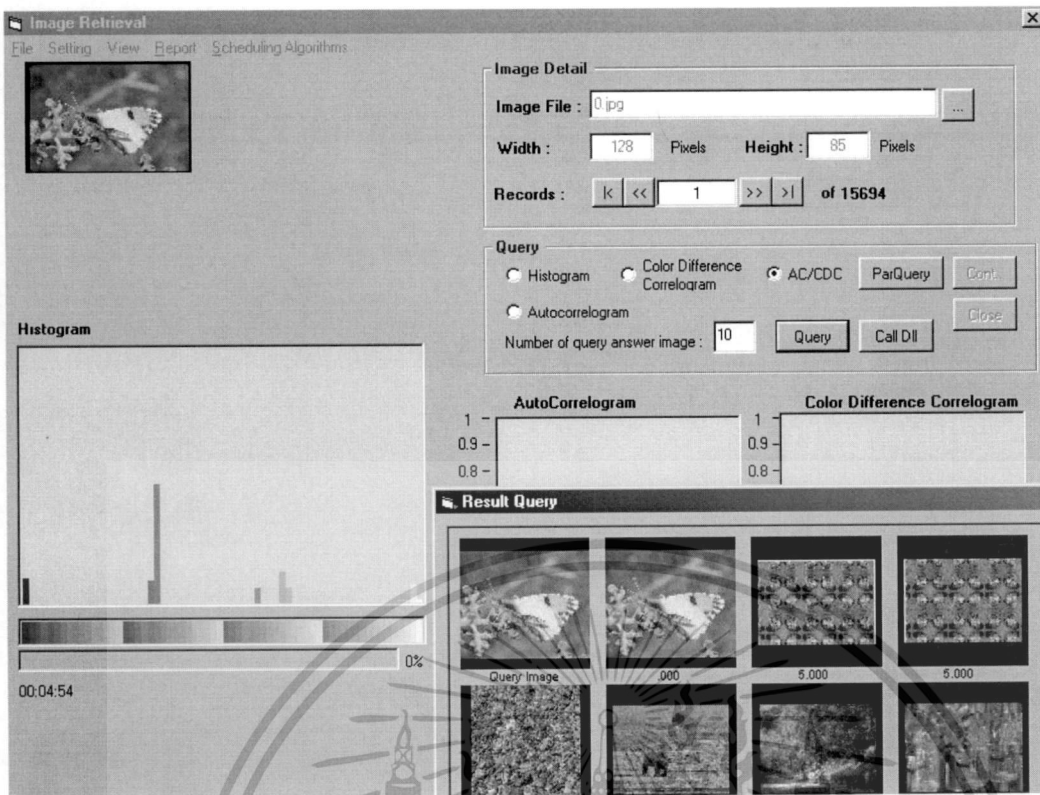 Image Retrieval
File Setting View Report Scheduling Algorithms
Image Detail
Image File : 0.jpg ...
Width : 128 Pixels Height : 85 Pixels
Records : |< << 1 >> >| of 15694
Query
Histogram Color Difference Correlogram AC/CDC ParQuery Cont.
Autocorrelogram Close
Number of query answer image : 10 Query Call Dll
Histogram
0%
00:04:54
AutoCorrelogram
1
0.9
0.8
Color Difference Correlogram
1
0.9
0.8
Result Query
Query Image .000 5.000 5.000